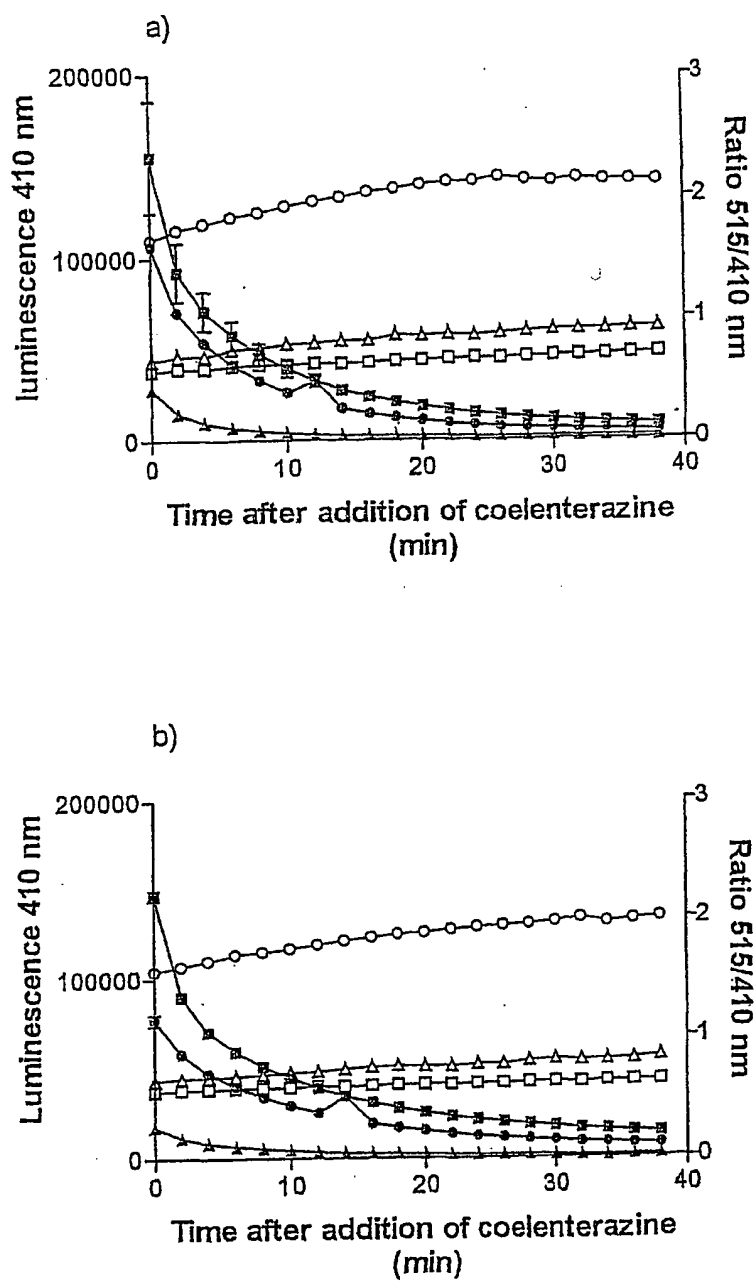 a)
200000
100000
0
luminescence 410 nm
3
2
1
0
Ratio 515/410 nm
0 10 20 30 40
Time after addition of coelenterazine
(min)
b)
200000
100000
0
Luminescence 410 nm
3
2
1
0
Ratio 515/410 nm
0 10 20 30 40
Time after addition of coelenterazine
(min)